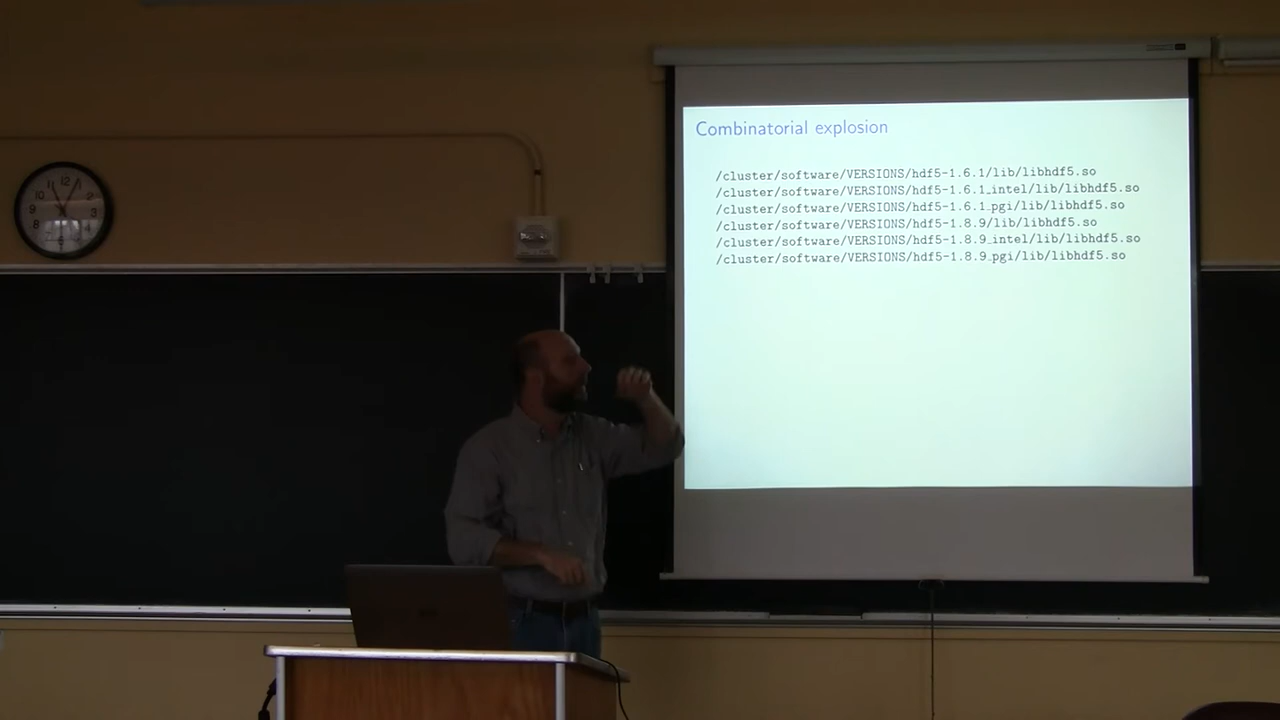 Combinatorial explosion
/cluster/software/VERSIONS/hdf5-1.6.1/lib/libhdf5.so
/cluster/software/VERSIONS/hdf5-1.6.1_intel/lib/libhdf5.so
/cluster/software/VERSIONS/hdf5-1.6.1_pgi/lib/libhdf5.so
/cluster/software/VERSIONS/hdf5-1.8.9/lib/libhdf5.so
/cluster/software/VERSIONS/hdf5-1.8.9_intel/lib/libhdf5.so
/cluster/software/VERSIONS/hdf5-1.8.9_pgi/lib/libhdf5.so